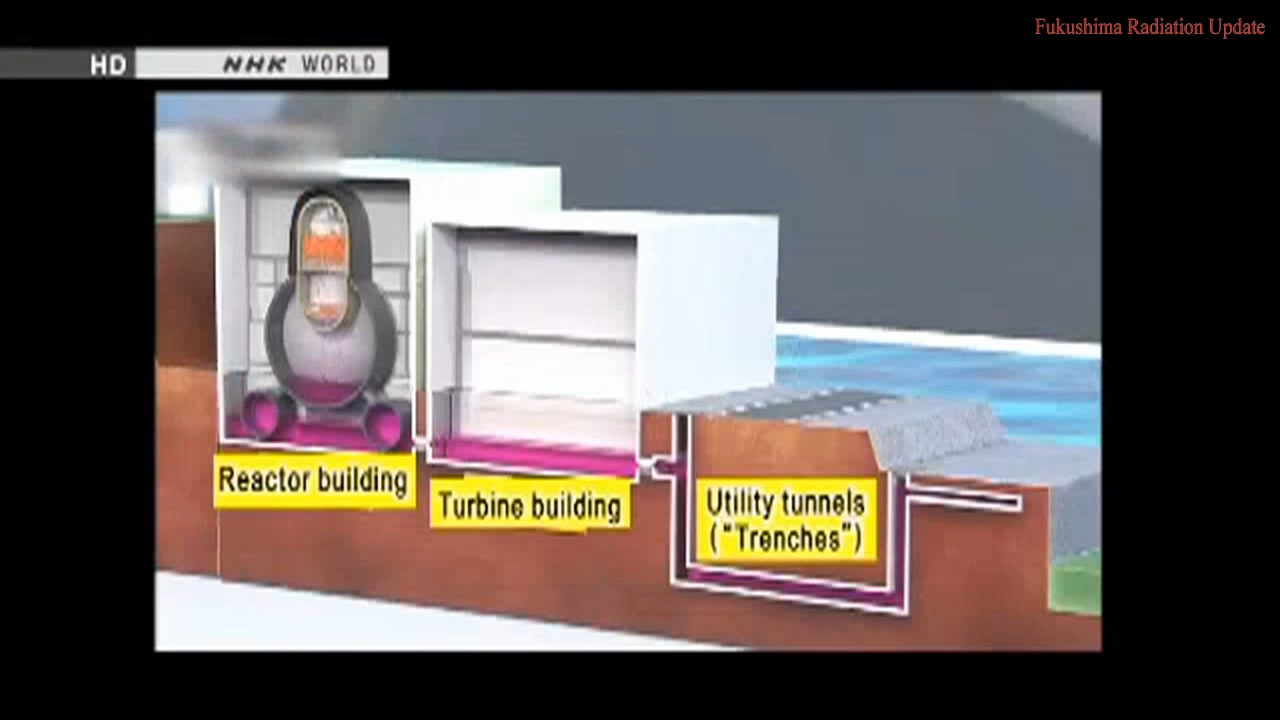 Fukushima Radiation Update
HD NHK WORLD
Reactor building
Turbine building
Utility tunnels
("Trenches")